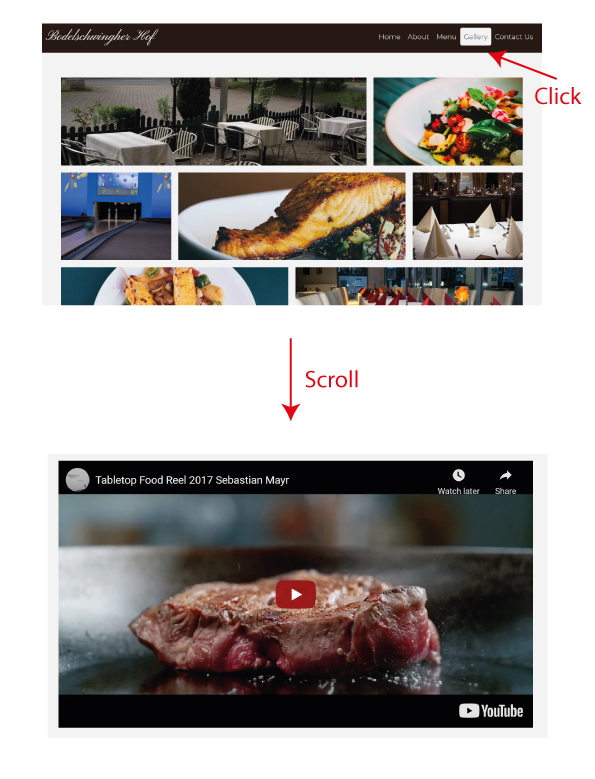 Bodelschwingher Hof
Home About Menu Gallery Contact Us
Click
Scroll
Tabletop Food Reel 2017 Sebastian Mayr
Watch later Share
YouTube